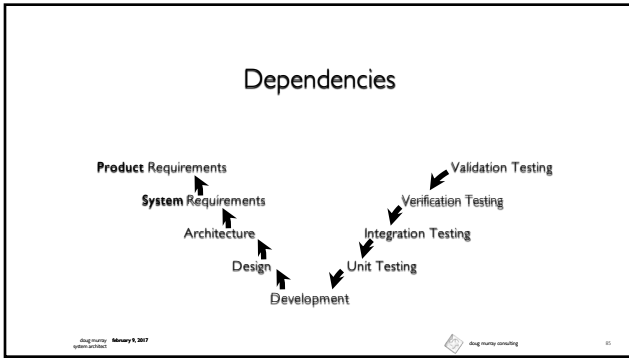 Dependencies
Product Requirements
Validation Testing
System Requirements
Verification Testing
Architecture
Integration Testing
Design
Unit Testing
Development
doug murray february 9, 2017
system architect
doug murray consulting
85